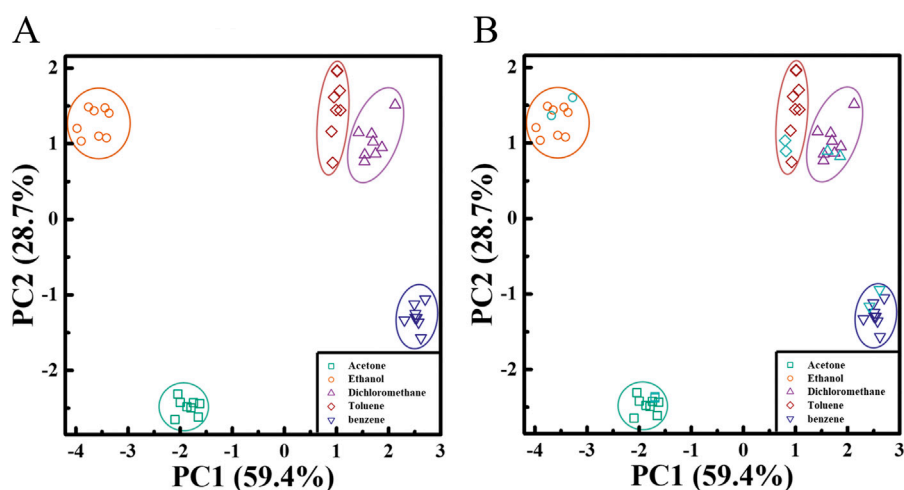 A
PC2 (28.7%)
2
1
0
-1
-2
-4
-3
-2
-1
0
1
2
3
PC1 (59.4%)
Acetone
Ethanol
Dichloromethane
Toluene
benzene
B
PC2 (28.7%)
2
1
0
-1
-2
-4
-3
-2
-1
0
1
2
3
PC1 (59.4%)
Acetone
Ethanol
Dichloromethane
Toluene
benzene